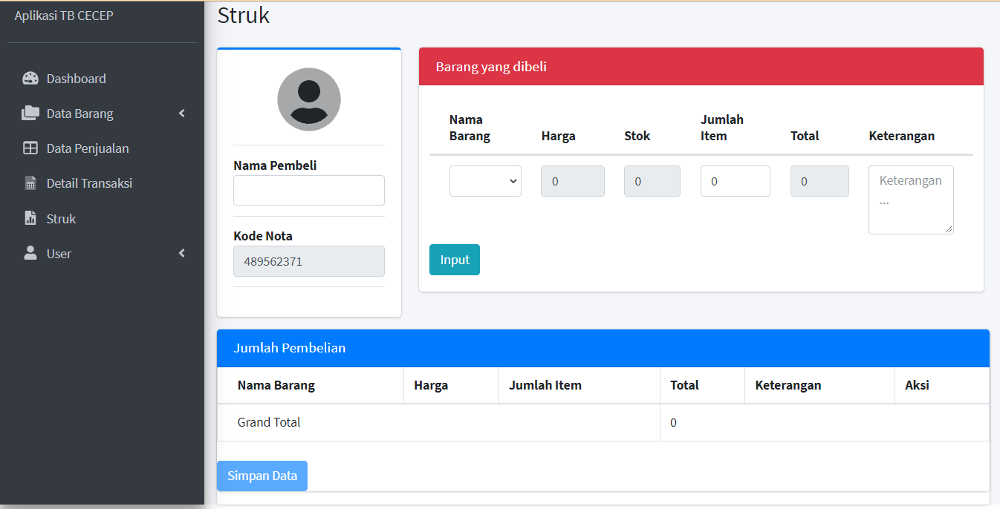 Aplikasi TB CECEP
Dashboard
Data Barang
Data Penjualan
Detail Transaksi
Struk
User
Struk
Nama Pembeli
Kode Nota
489562371
Barang yang dibeli
Nama Barang Harga Stok Jumlah Item Total Keterangan
0 0 0 0 Keterangan ...
Input
Jumlah Pembelian
Nama Barang Harga Jumlah Item Total Keterangan Aksi
Grand Total 0
Simpan Data